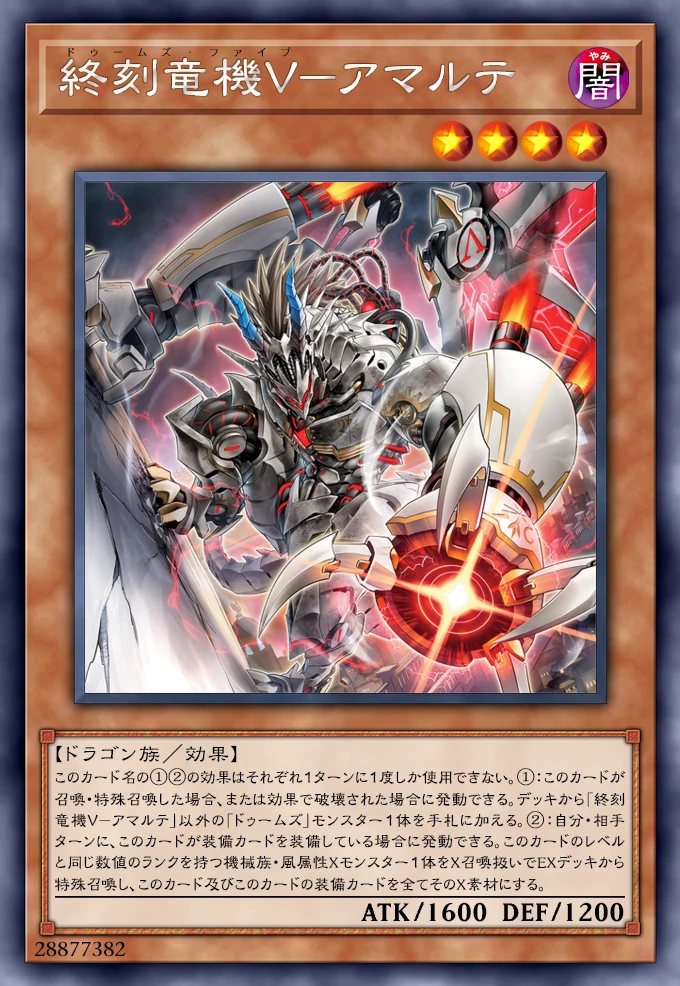 ドゥームズ・ファイブ
終刻竜機Ⅴ－アマルテ
やみ
闇
【ドラゴン族／効果】
このカード名の①②の効果はそれぞれ1ターンに1度しか使用できない。①：このカードが
召喚・特殊召喚した場合、または効果で破壊された場合に発動できる。デッキから「終刻
竜機Ⅴ－アマルテ」以外の「ドゥームズ」モンスター1体を手札に加える。②：自分・相手
ターンに、このカードが装備カードを装備している場合に発動できる。このカードのレベル
と同じ数値のランクを持つ機械族・風属性Xモンスター1体をX召喚扱いでEXデッキから
特殊召喚し、このカード及びこのカードの装備カードを全てそのX素材にする。
ATK/1600 DEF/1200
28877382